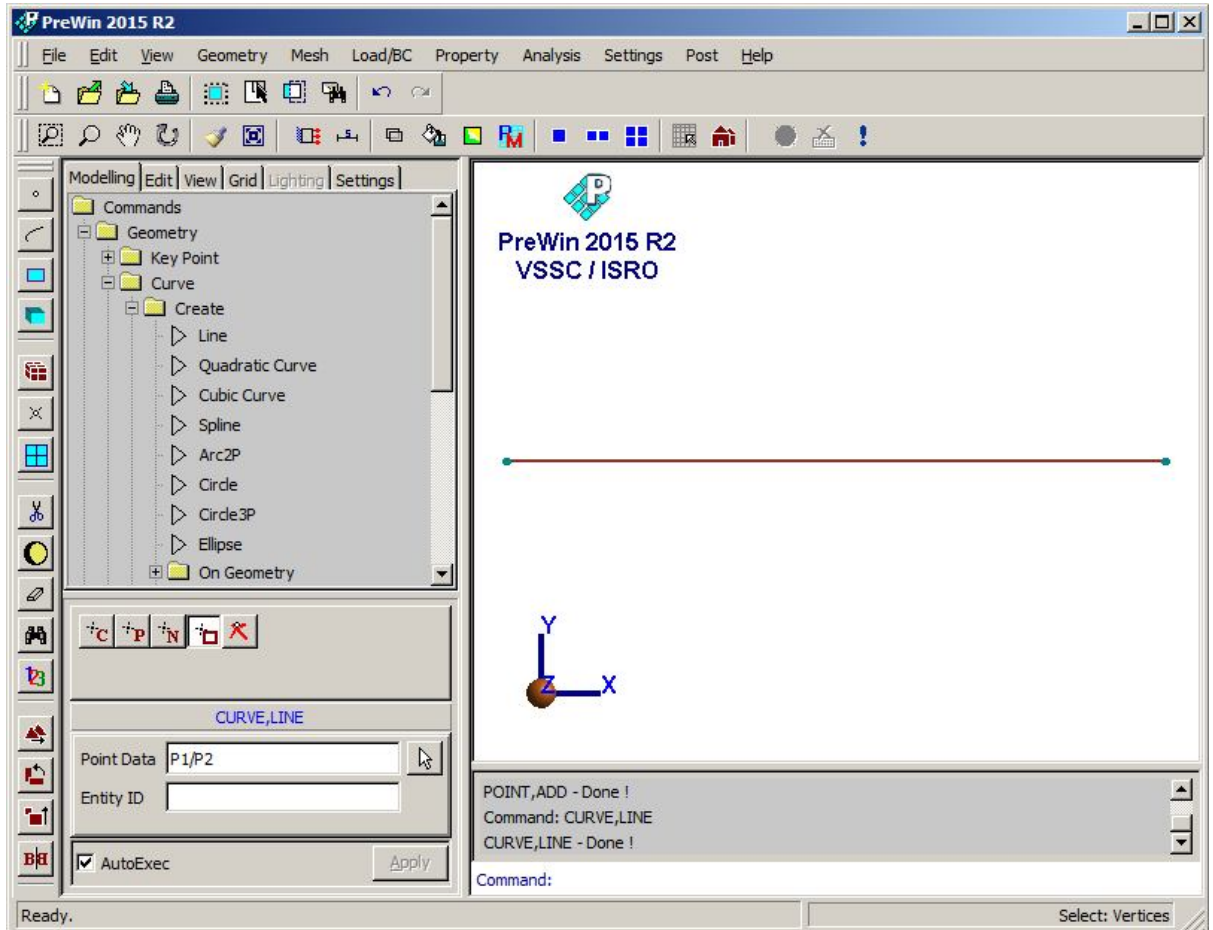 PreWin 2015 R2
File Edit View Geometry Mesh Load/BC Property Analysis Settings Post Help
Modelling Edit View Grid Lighting Settings
Commands
Geometry
Key Point
Curve
Create
Line
Quadratic Curve
Cubic Curve
Spline
Arc2P
Circle
Circle3P
Ellipse
On Geometry
C P N
CURVE,LINE
Point Data P1/P2
Entity ID
AutoExec Apply
P
PreWin 2015 R2
VSSC / ISRO
Y
Z X
POINT,ADD - Done !
Command: CURVE,LINE
CURVE,LINE - Done !
Command:
Ready. Select: Vertices